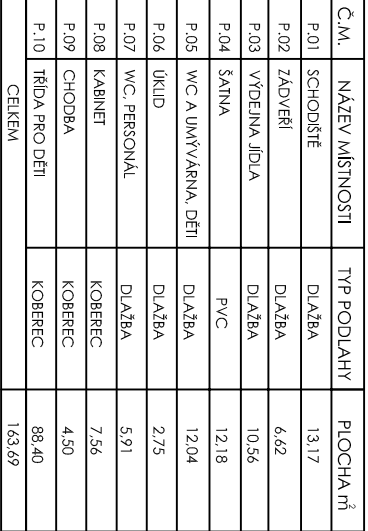 Č.M. NÁZEV MÍSTNOSTI TYP PODLAHY PLOCHA m²
P.01 SCHODIŠTĚ DLAŽBA 13,17
P.02 ZÁDVEŘÍ DLAŽBA 6,62
P.03 VÝDEJNA JÍDLA DLAŽBA 10,56
P.04 ŠATNA PVC 12,18
P.05 WC A UMÝVÁRNA, DĚTI DLAŽBA 12,04
P.06 ÚKLID DLAŽBA 2,75
P.07 WC, PERSONÁL DLAŽBA 5,91
P.08 KABINET KOBEREC 7,56
P.09 CHODBA KOBEREC 4,50
P.10 TŘÍDA PRO DĚTI KOBEREC 88,40
CELKEM 163,69